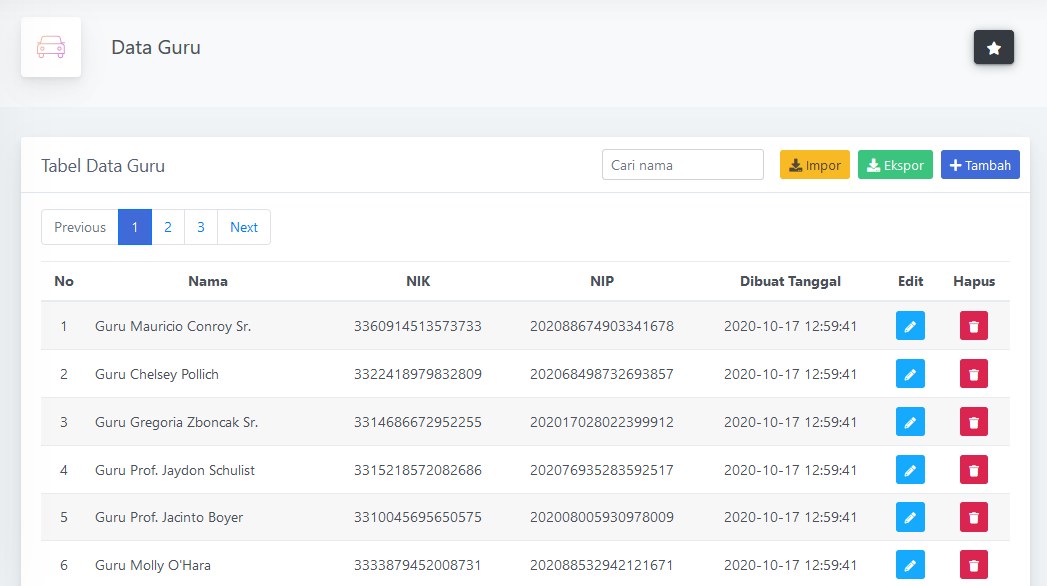 Data Guru
Tabel Data Guru Cari nama Impor Ekspor Tambah
Previous 1 2 3 Next
No Nama NIK NIP Dibuat Tanggal Edit Hapus
1 Guru Mauricio Conroy Sr. 3360914513573733 202088674903341678 2020-10-17 12:59:41
2 Guru Chelsey Pollich 3322418979832809 202068498732693857 2020-10-17 12:59:41
3 Guru Gregoria Zboncak Sr. 3314686672952255 202017028022399912 2020-10-17 12:59:41
4 Guru Prof. Jaydon Schulist 3315218572082686 202076935283592517 2020-10-17 12:59:41
5 Guru Prof. Jacinto Boyer 3310045695650575 202008005930978009 2020-10-17 12:59:41
6 Guru Molly O'Hara 3333879452008731 202088532942121671 2020-10-17 12:59:41